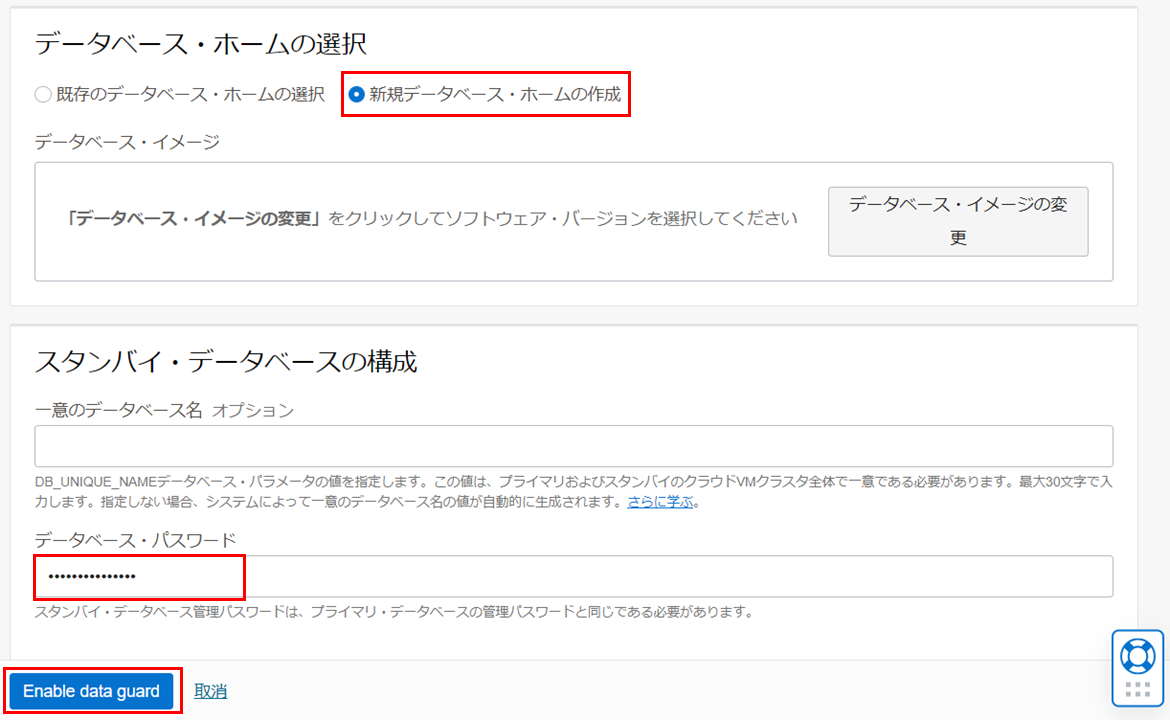 データベース・ホームの選択
既存のデータベース・ホームの選択 新規データベース・ホームの作成
データベース・イメージ
「データベース・イメージの変更」をクリックしてソフトウェア・バージョンを選択してください
データベース・イメージの変
更
スタンバイ・データベースの構成
一意のデータベース名 オプション
DB_UNIQUE_NAMEデータベース・パラメータの値を指定します。この値は、プライマリおよびスタンバイのクラウドVMクラスタ全体で一意である必要があります。最大30文字で入
力します。指定しない場合、システムによって一意のデータベース名の値が自動的に生成されます。さらに学ぶ。
データベース・パスワード
•••••••••••••••
スタンバイ・データベース管理パスワードは、プライマリ・データベースの管理パスワードと同じである必要があります。
Enable data guard 取消